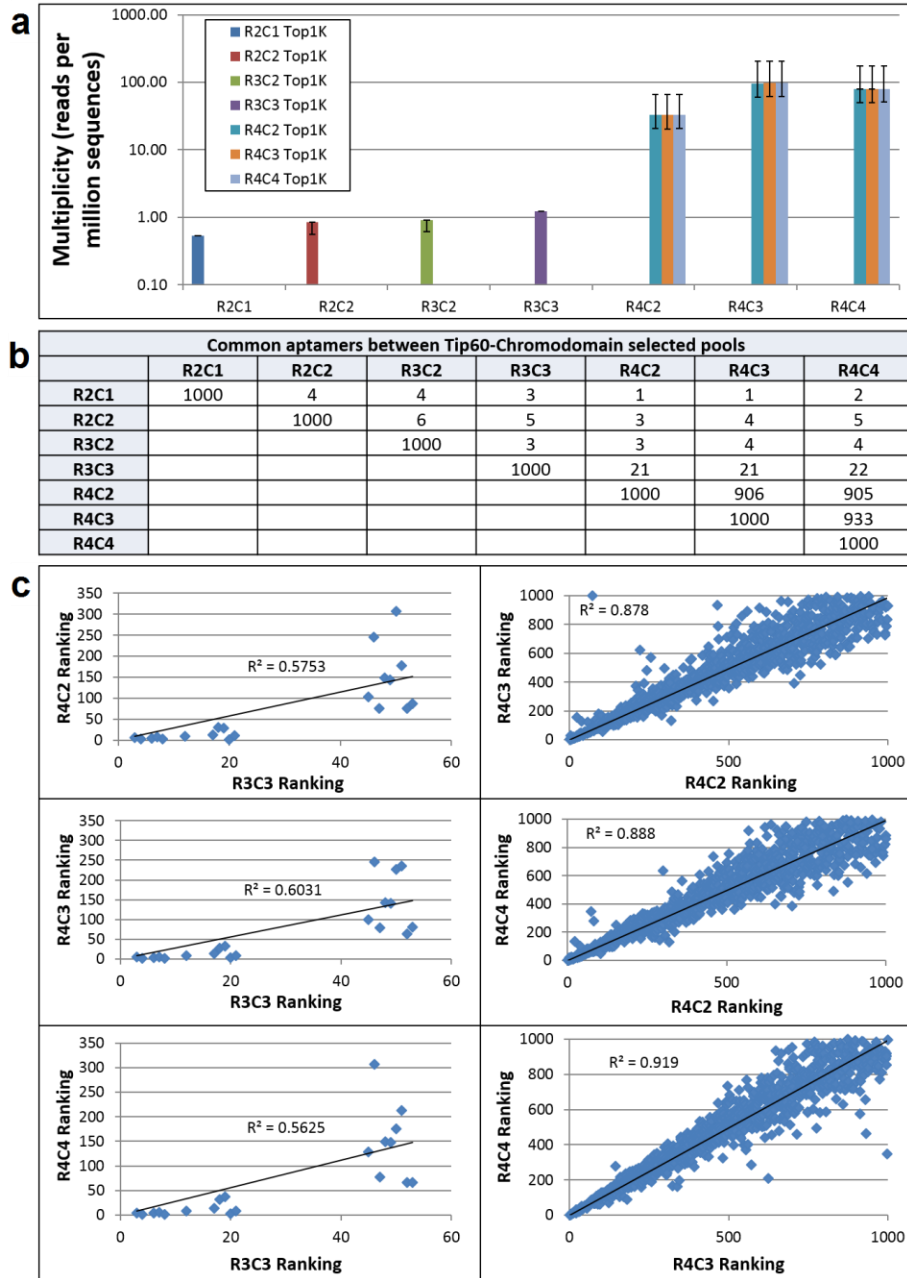 a
Multiplicity (reads per
million sequences)
1000.00
100.00
10.00
1.00
0.10
R2C1 Top1K
R2C2 Top1K
R3C2 Top1K
R3C3 Top1K
R4C2 Top1K
R4C3 Top1K
R4C4 Top1K
R2C1 R2C2 R3C2 R3C3 R4C2 R4C3 R4C4
b
Common aptamers between Tip60-Chromodomain selected pools
R2C1 R2C2 R3C2 R3C3 R4C2 R4C3 R4C4
R2C1 1000 4 4 3 1 1 2
R2C2 1000 6 5 3 4 5
R3C2 1000 3 3 4 4
R3C3 1000 21 21 22
R4C2 1000 906 905
R4C3 1000 933
R4C4 1000
c
R4C2 Ranking
350
300
250
200
150
100
50
0
R² = 0.5753
0 20 40 60
R3C3 Ranking
R4C3 Ranking
1000
800
600
400
200
0
R² = 0.878
0 500 1000
R4C2 Ranking
R4C3 Ranking
350
300
250
200
150
100
50
0
R² = 0.6031
0 20 40 60
R3C3 Ranking
R4C4 Ranking
1000
800
600
400
200
0
R² = 0.888
0 500 1000
R4C2 Ranking
R4C4 Ranking
350
300
250
200
150
100
50
0
R² = 0.5625
0 20 40 60
R3C3 Ranking
R4C4 Ranking
1000
800
600
400
200
0
R² = 0.919
0 500 1000
R4C3 Ranking